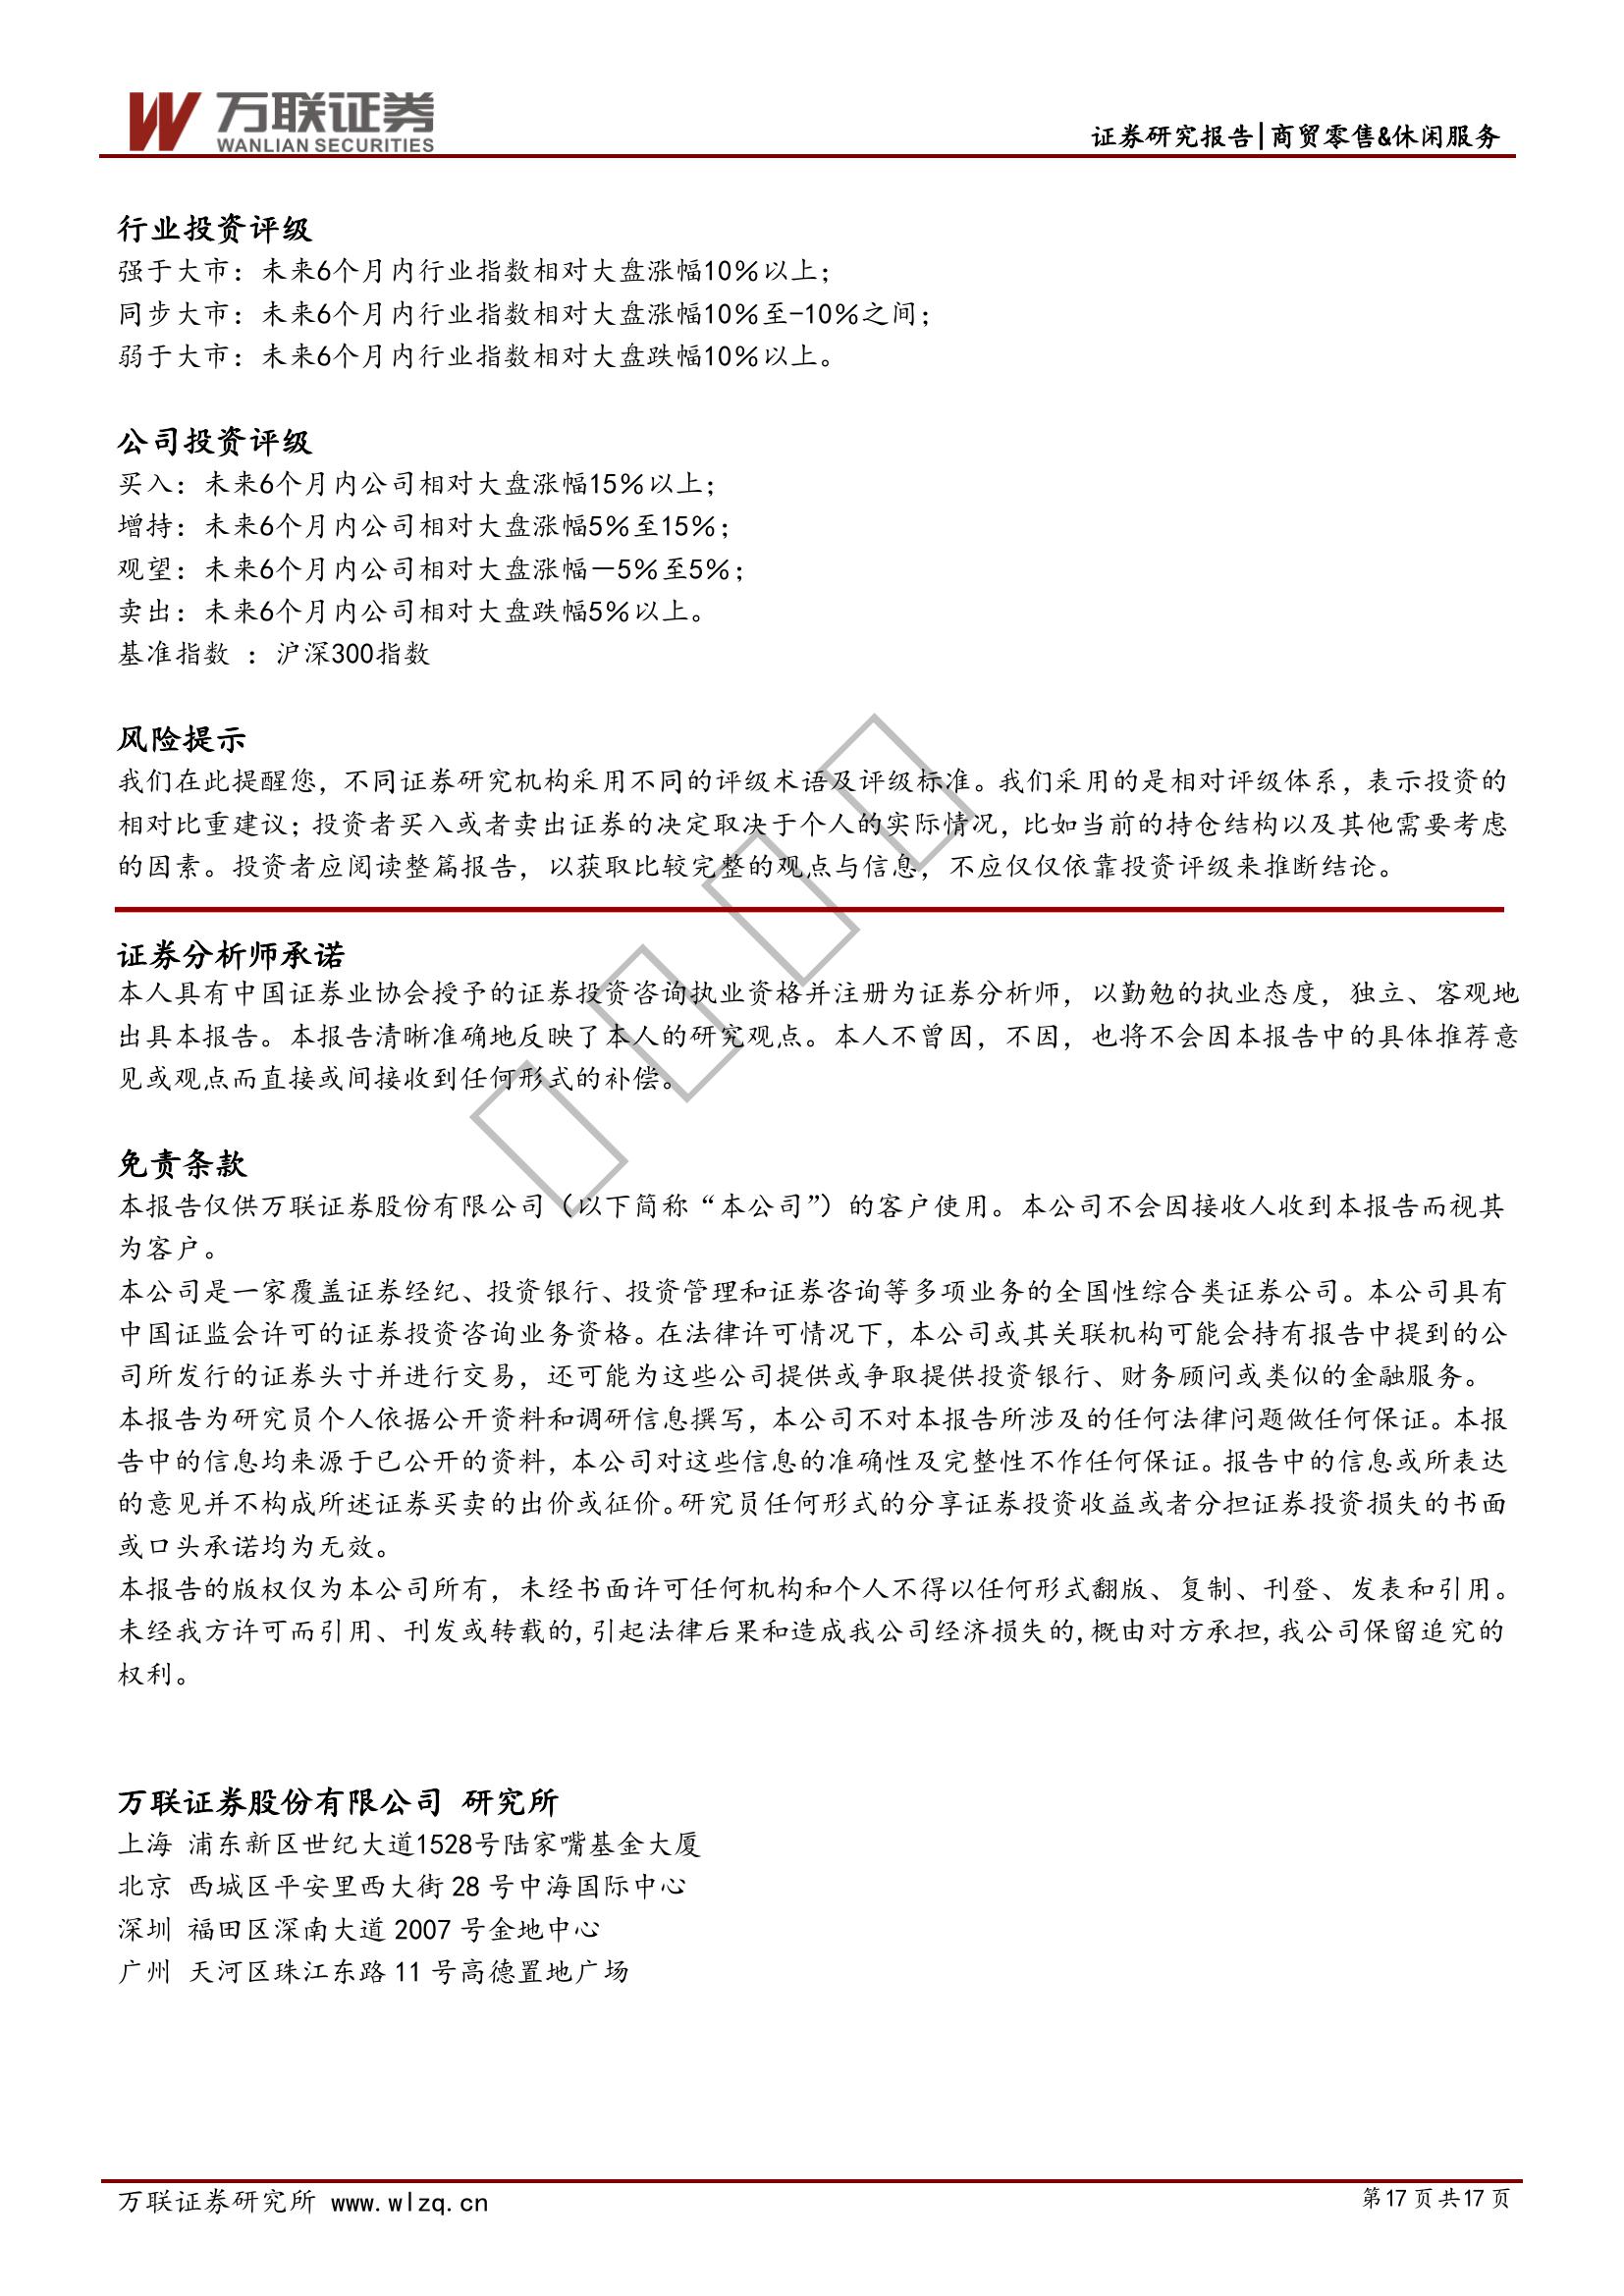 万联证券
WANLIAN SECURITIES
证券研究报告|商贸零售&休闲服务
行业投资评级
强于大市：未来6个月内行业指数相对大盘涨幅10％以上；
同步大市：未来6个月内行业指数相对大盘涨幅10％至-10％之间；
弱于大市：未来6个月内行业指数相对大盘跌幅10％以上。
公司投资评级
买入：未来6个月内公司相对大盘涨幅15％以上；
增持：未来6个月内公司相对大盘涨幅5％至15％；
观望：未来6个月内公司相对大盘涨幅－5％至5％；
卖出：未来6个月内公司相对大盘跌幅5％以上。
基准指数 ：沪深300指数
风险提示
我们在此提醒您，不同证券研究机构采用不同的评级术语及评级标准。我们采用的是相对评级体系，表示投资的
相对比重建议；投资者买入或者卖出证券的决定取决于个人的实际情况，比如当前的持仓结构以及其他需要考虑
的因素。投资者应阅读整篇报告，以获取比较完整的观点与信息，不应仅仅依靠投资评级来推断结论。
证券分析师承诺
本人具有中国证券业协会授予的证券投资咨询执业资格并注册为证券分析师，以勤勉的执业态度，独立、客观地
出具本报告。本报告清晰准确地反映了本人的研究观点。本人不曾因，不因，也将不会因本报告中的具体推荐意
见或观点而直接或间接收到任何形式的补偿。
免责条款
本报告仅供万联证券股份有限公司（以下简称“本公司”）的客户使用。本公司不会因接收人收到本报告而视其
为客户。
本公司是一家覆盖证券经纪、投资银行、投资管理和证券咨询等多项业务的全国性综合类证券公司。本公司具有
中国证监会许可的证券投资咨询业务资格。在法律许可情况下，本公司或其关联机构可能会持有报告中提到的公
司所发行的证券头寸并进行交易，还可能为这些公司提供或争取提供投资银行、财务顾问或类似的金融服务。
本报告为研究员个人依据公开资料和调研信息撰写，本公司不对本报告所涉及的任何法律问题做任何保证。本报
告中的信息均来源于已公开的资料，本公司对这些信息的准确性及完整性不作任何保证。报告中的信息或所表达
的意见并不构成所述证券买卖的出价或征价。研究员任何形式的分享证券投资收益或者分担证券投资损失的书面
或口头承诺均为无效。
本报告的版权仅为本公司所有，未经书面许可任何机构和个人不得以任何形式翻版、复制、刊登、发表和引用。
未经我方许可而引用、刊发或转载的,引起法律后果和造成我公司经济损失的,概由对方承担,我公司保留追究的
权利。
万联证券股份有限公司 研究所
上海 浦东新区世纪大道1528号陆家嘴基金大厦
北京 西城区平安里西大街 28 号中海国际中心
深圳 福田区深南大道 2007 号金地中心
广州 天河区珠江东路 11 号高德置地广场
万联证券研究所 www.wlzq.cn
第17 页 共17 页